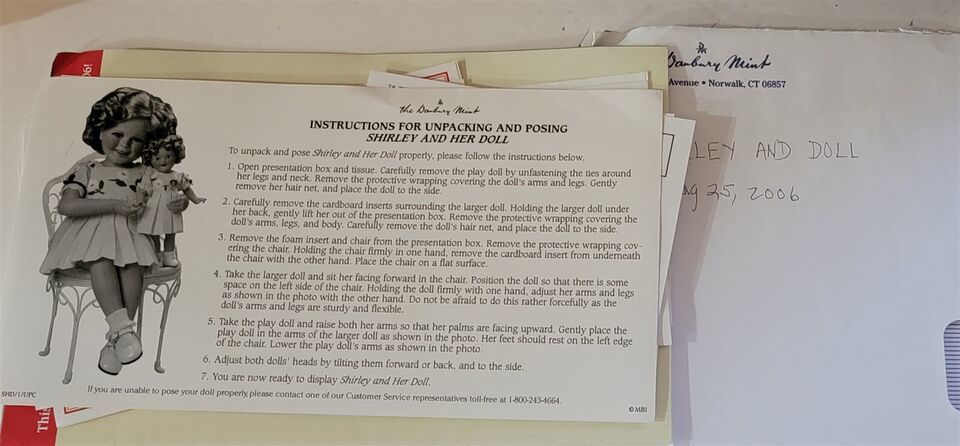 The Danbury Mint
INSTRUCTIONS FOR UNPACKING AND POSING
SHIRLEY AND HER DOLL
To unpack and pose Shirley and Her Doll properly, please follow the instructions below.
1. Open presentation box and tissue. Carefully remove the play doll by unfastening the ties around
her legs and neck. Remove the protective wrapping covering the doll's arms and legs. Gently
remove her hair net, and place the doll to the side.
2. Carefully remove the cardboard inserts surrounding the larger doll. Holding the larger doll under
her back, gently lift her out of the presentation box. Remove the protective wrapping covering the
doll's arms, legs, and body. Carefully remove the doll's hair net, and place the doll to the side.
3. Remove the foam insert and chair from the presentation box. Remove the protective wrapping cov-
ering the chair. Holding the chair firmly in one hand, remove the cardboard insert from underneath
the chair with the other hand. Place the chair on a flat surface.
4. Take the larger doll and sit her facing forward in the chair. Position the doll so that there is some
space on the left side of the chair. Holding the doll firmly with one hand, adjust her arms and legs
as shown in the photo with the other hand. Do not be afraid to do this rather forcefully as the
doll's arms and legs are sturdy and flexible.
5. Take the play doll and raise both her arms so that her palms are facing upward. Gently place the
play doll in the arms of the larger doll as shown in the photo. Her feet should rest on the left edge
of the chair. Lower the play doll's arms as shown in the photo.
6. Adjust both dolls' heads by tilting them forward or back, and to the side.
7. You are now ready to display Shirley and Her Doll.
If you are unable to pose your doll properly, please contact one of our Customer Service representatives toll-free at 1-800-243-4664.
SHD/1/UPC
©MBI
Danbury Mint
Avenue • Norwalk, CT 06857
LEY AND DOLL
ug 25, 2006
06!
This